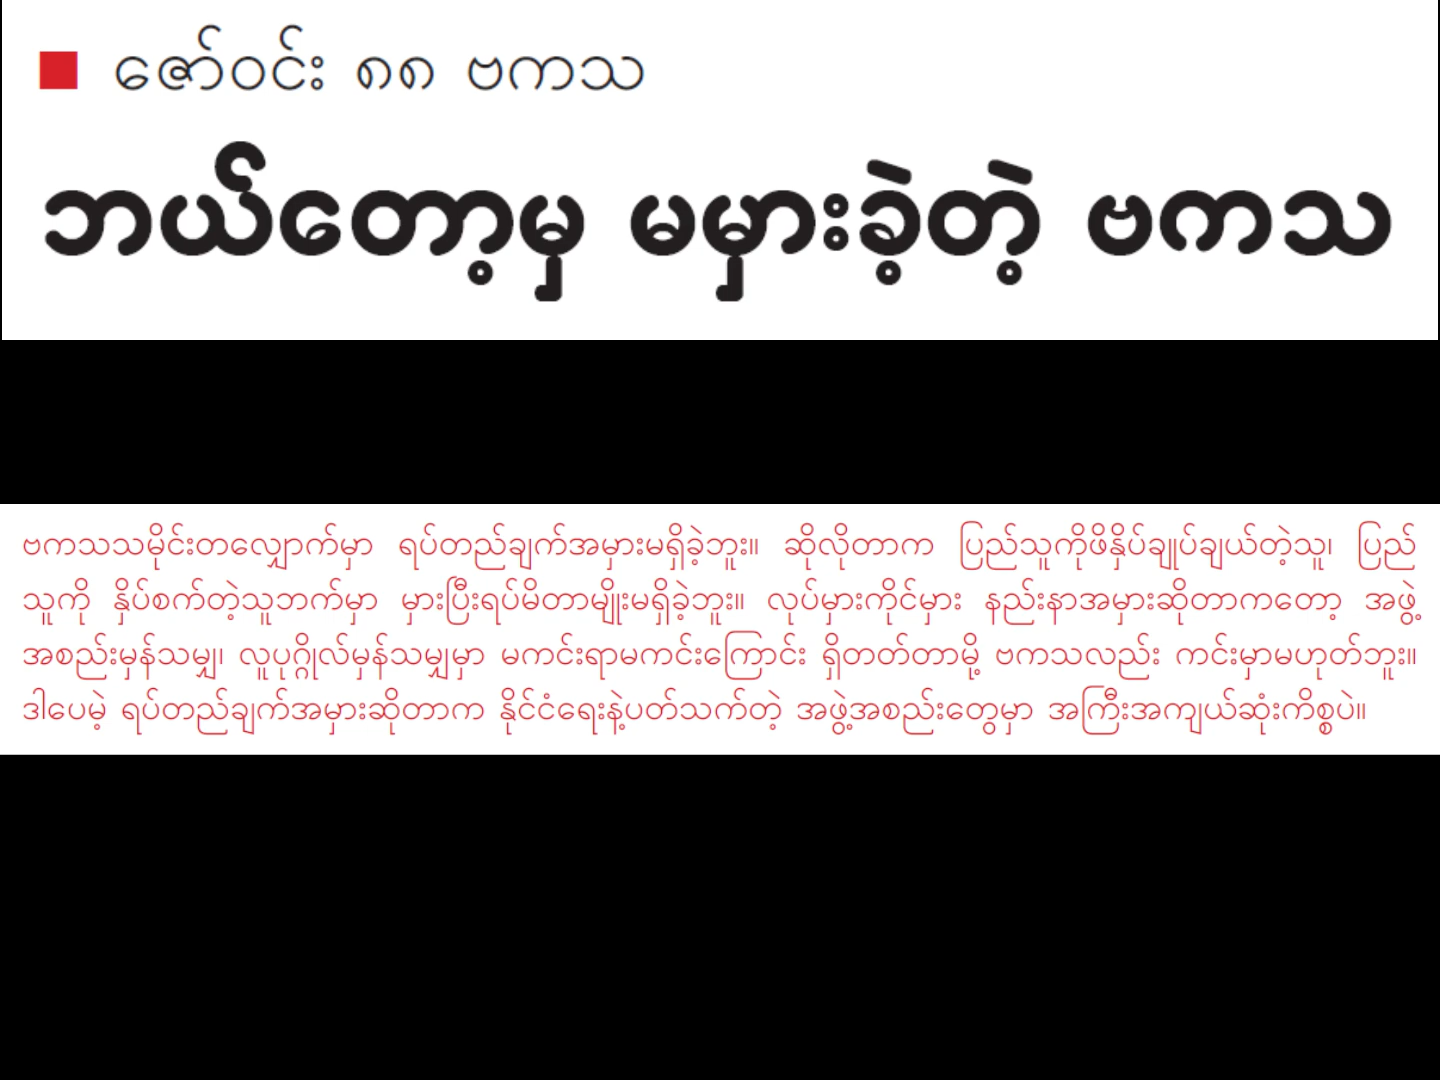 ဇော်ဝင်း ၈၈ ဗကသ
ဘယ်တော့မှ မမှားခဲ့တဲ့ ဗကသ
ဗကသသမိုင်းတလျှောက်မှာ ရပ်တည်ချက်အမှားမရှိခဲ့ဘူး။ ဆိုလိုတာက ပြည်သူကိုဖိနှိပ်ချုပ်ချယ်တဲ့သူ၊ ပြည်
သူကို နှိပ်စက်တဲ့သူဘက်မှာ မှားပြီးရပ်မိတာမျိုးမရှိခဲ့ဘူး။ လုပ်မှားကိုင်မှား နည်းနာအမှားဆိုတာကတော့ အဖွဲ့
အစည်းမှန်သမျှ၊ လူပုဂ္ဂိုလ်မှန်သမျှမှာ မကင်းရာမကင်းကြောင်း ရှိတတ်တာမို့ ဗကသလည်း ကင်းမှာမဟုတ်ဘူး။
ဒါပေမဲ့ ရပ်တည်ချက်အမှားဆိုတာက နိုင်ငံရေးနဲ့ပတ်သက်တဲ့ အဖွဲ့အစည်းတွေမှာ အကြီးအကျယ်ဆုံးကိစ္စပဲ။